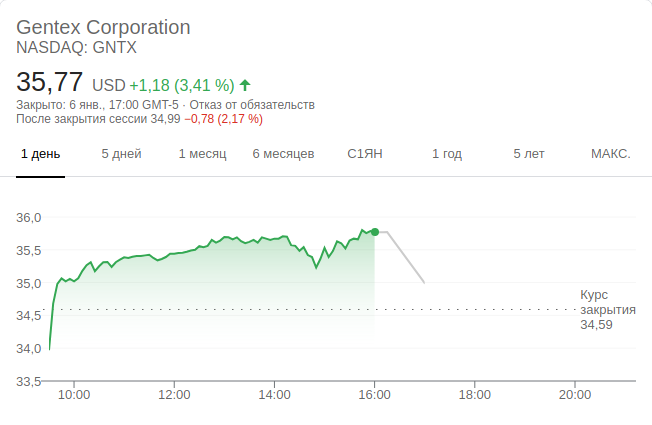 Gentex Corporation
NASDAQ: GNTX
35,77 USD +1,18 (3,41 %)
Закрыто: 6 янв., 17:00 GMT-5 · Отказ от обязательств
После закрытия сессии 34,99 −0,78 (2,17 %)
1 день 5 дней 1 месяц 6 месяцев С1ЯН 1 год 5 лет МАКС.
36,0
35,5
35,0
34,5
34,0
33,5
Курс
закрытия
34,59
10:00 12:00 14:00 16:00 18:00 20:00